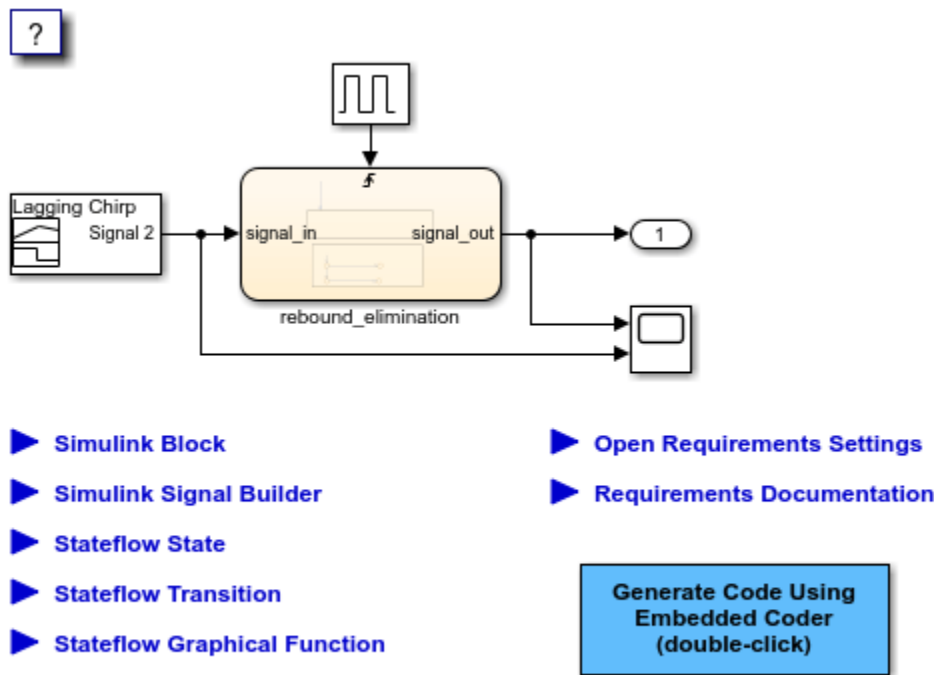 ?
Lagging Chirp
Signal 2
signal_in
signal_out
1
rebound_elimination
Simulink Block
Simulink Signal Builder
Stateflow State
Stateflow Transition
Stateflow Graphical Function
Open Requirements Settings
Requirements Documentation
Generate Code Using
Embedded Coder
(double-click)